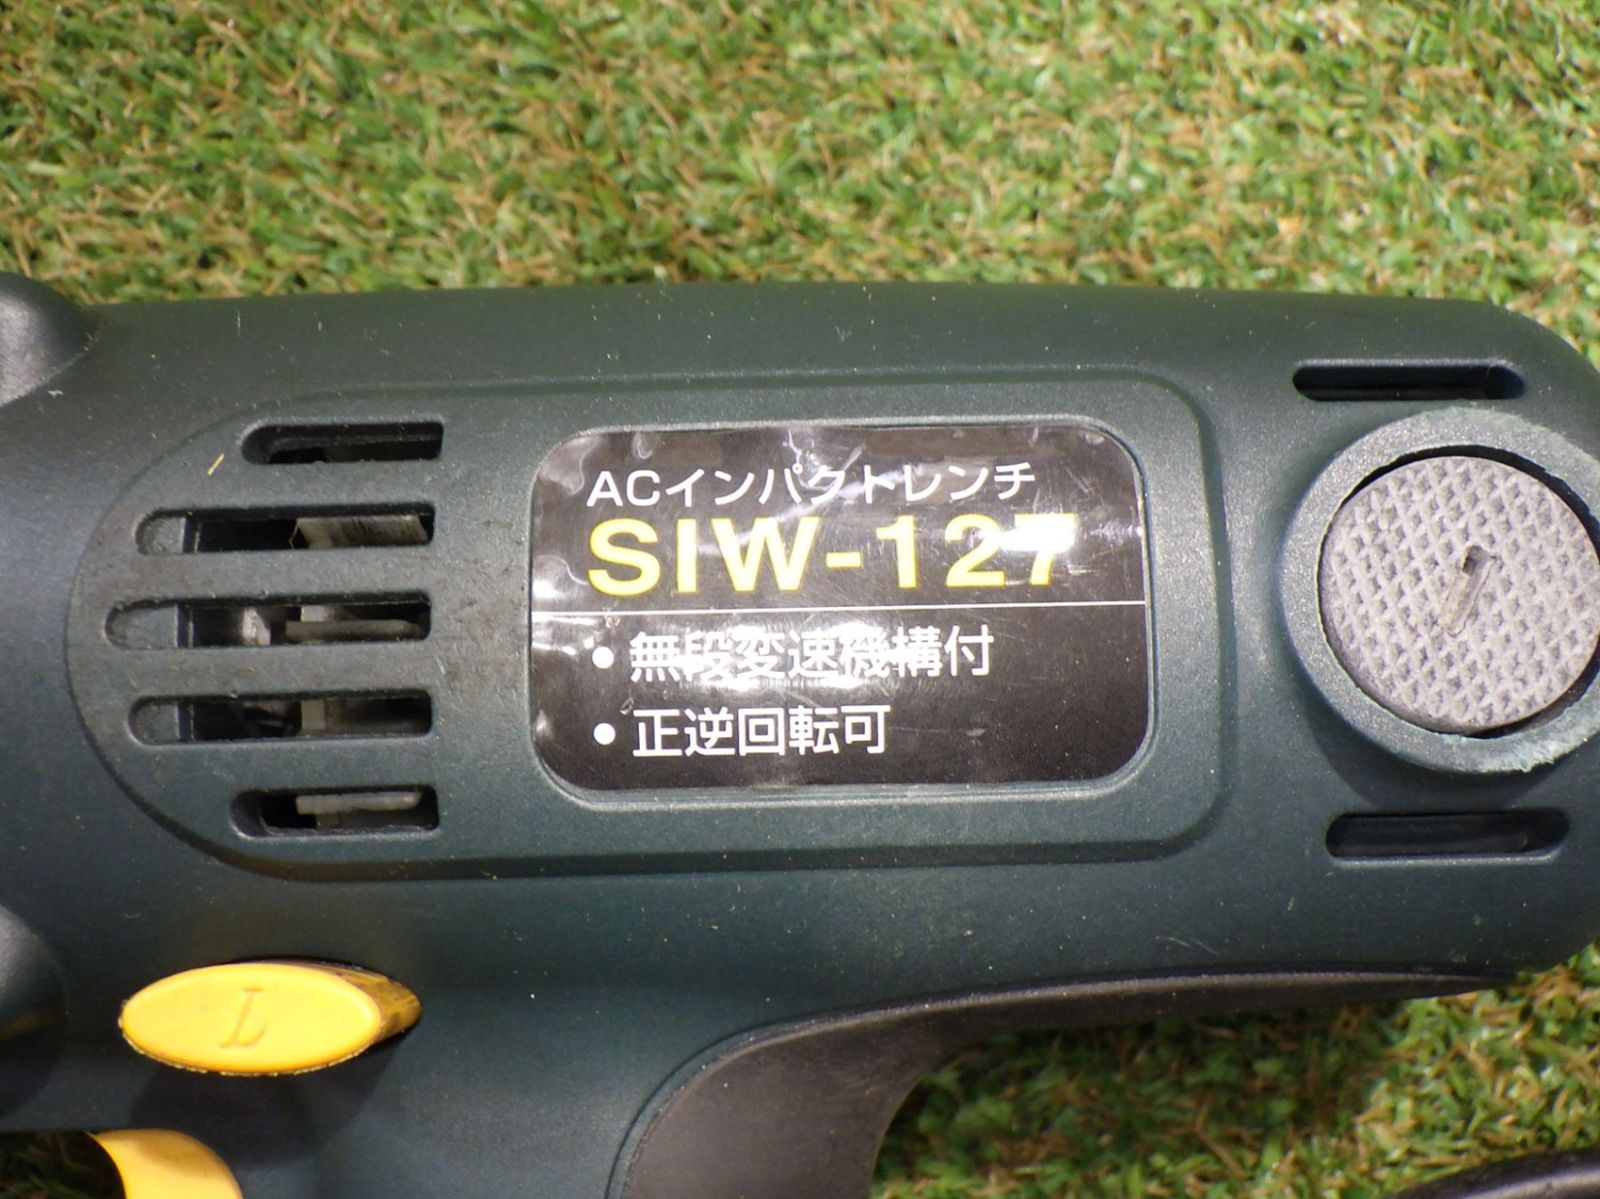 ACインパクトレンチ
SIW-127
• 無段変速機構付
• 正逆回転可
L